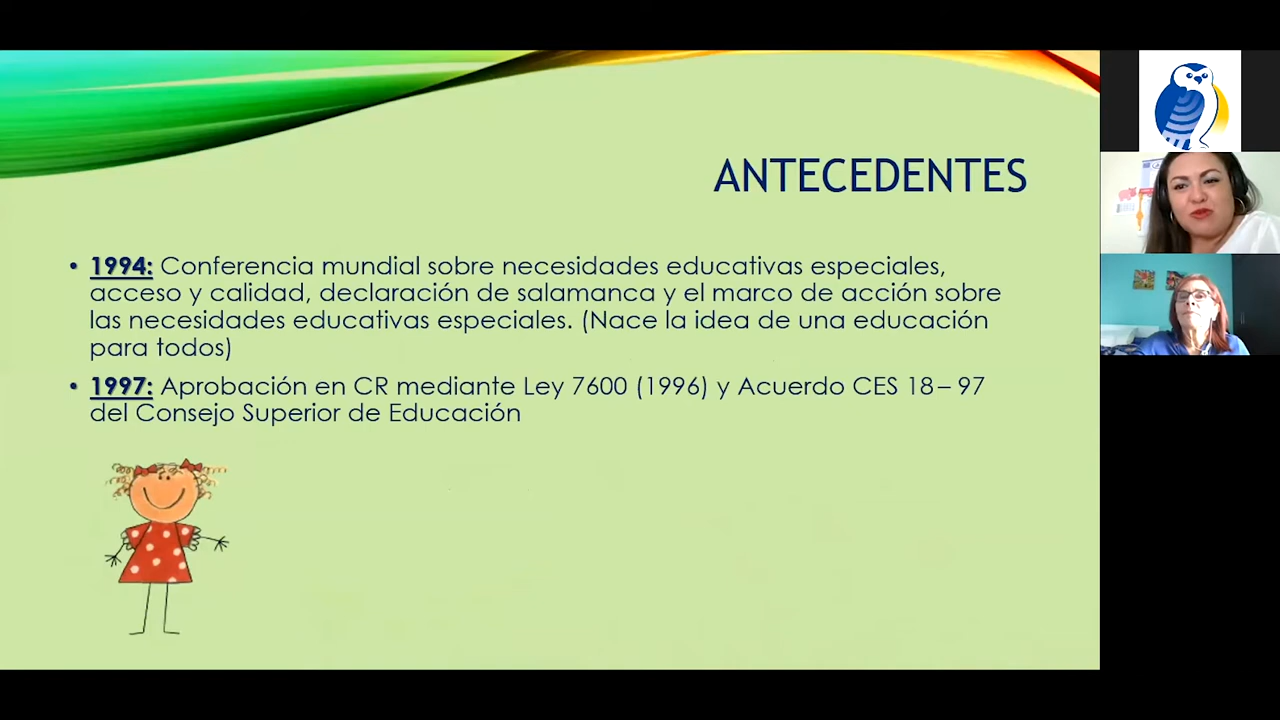 ANTECEDENTES
• 1994: Conferencia mundial sobre necesidades educativas especiales,
acceso y calidad, declaración de salamanca y el marco de acción sobre
las necesidades educativas especiales. (Nace la idea de una educación
para todos)
• 1997: Aprobación en CR mediante Ley 7600 (1996) y Acuerdo CES 18– 97
del Consejo Superior de Educación